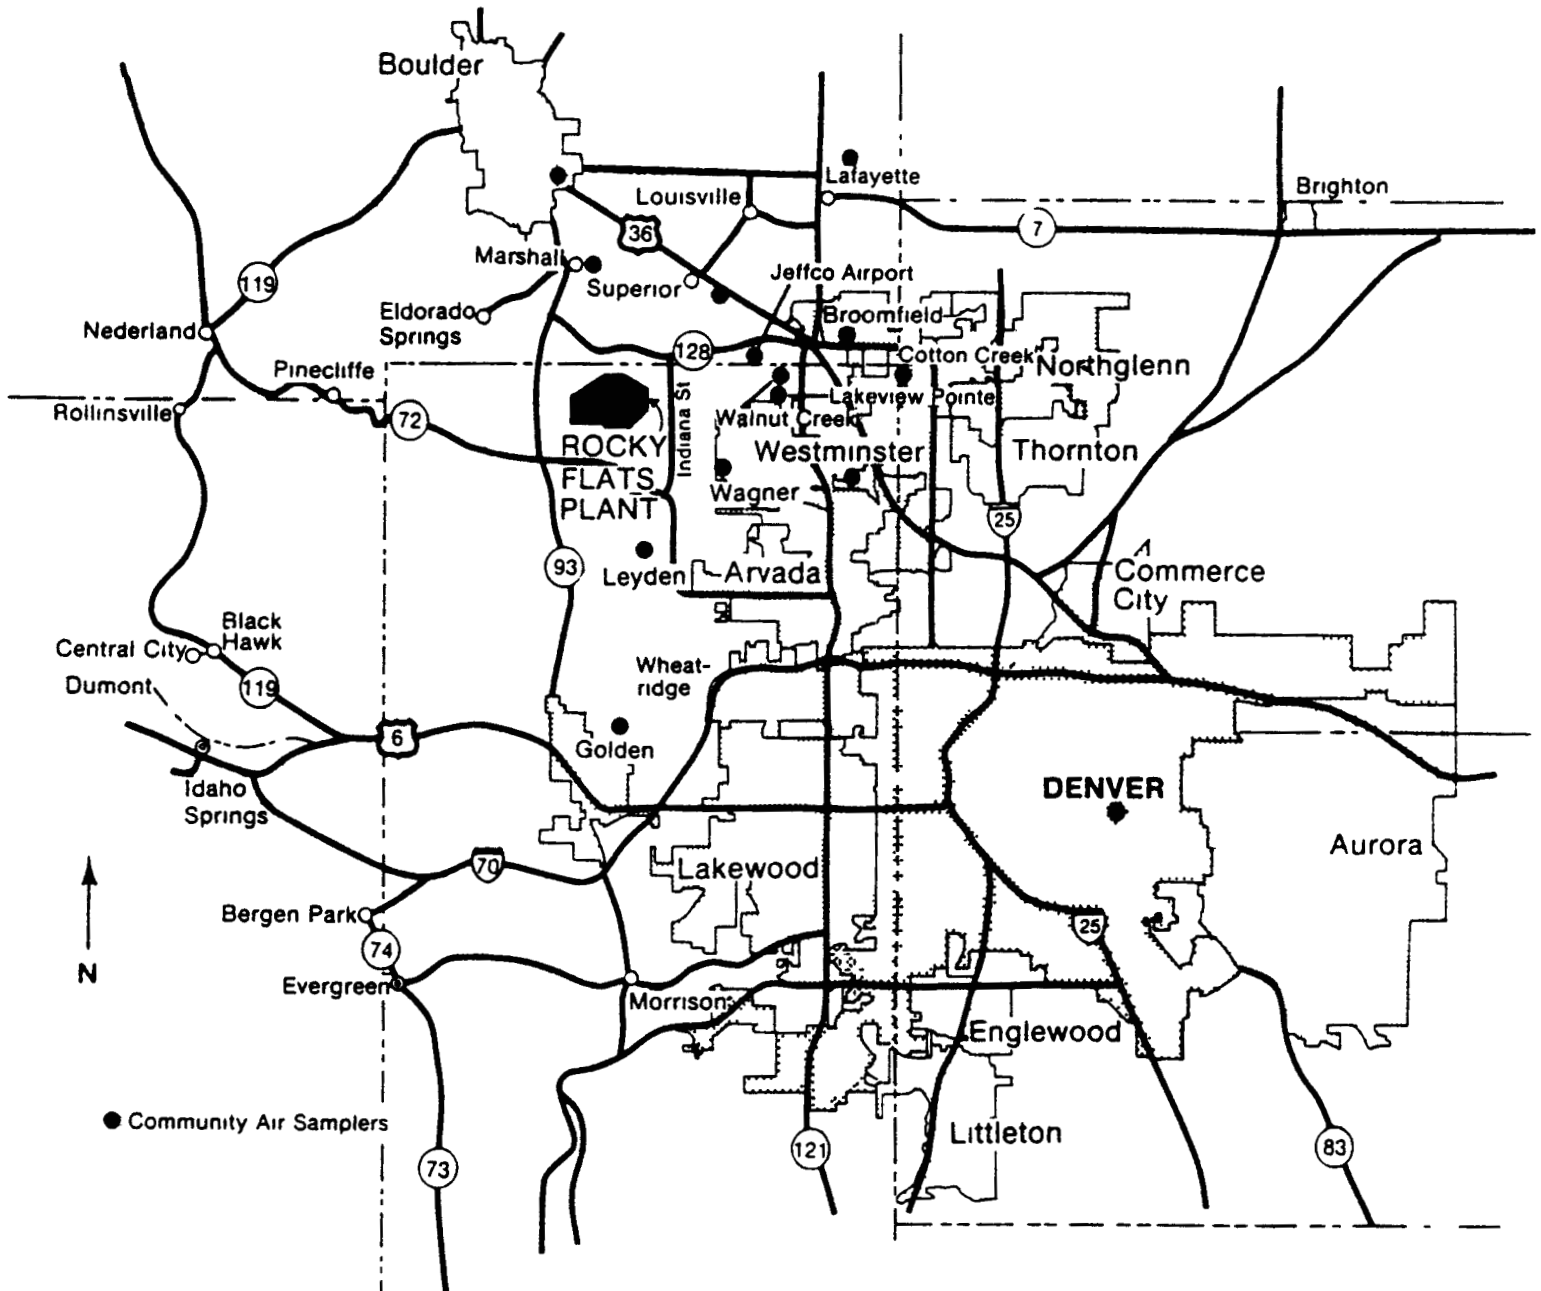 Boulder
Lafayette
Louisville
Brighton
36
7
Marshall
Superior
Jeffco Airport
119
Eldorado
Springs
Broomfield
Nederland
128
Cotton Creek
Northglenn
Pinecliffe
Indiana St
Lakeview Pointe
Rollinsville
72
Walnut Creek
ROCKY
FLATS
PLANT
Westminster
Thornton
Wagner
25
93
Leyden
Arvada
Commerce
City
Black
Hawk
Central City
Wheat-
ridge
Dumont
119
6
Golden
Idaho
Springs
DENVER
Aurora
70
Lakewood
Bergen Park
25
74
N
Evergreen
Morrison
Englewood
Community Air Samplers
Littleton
73
121
83